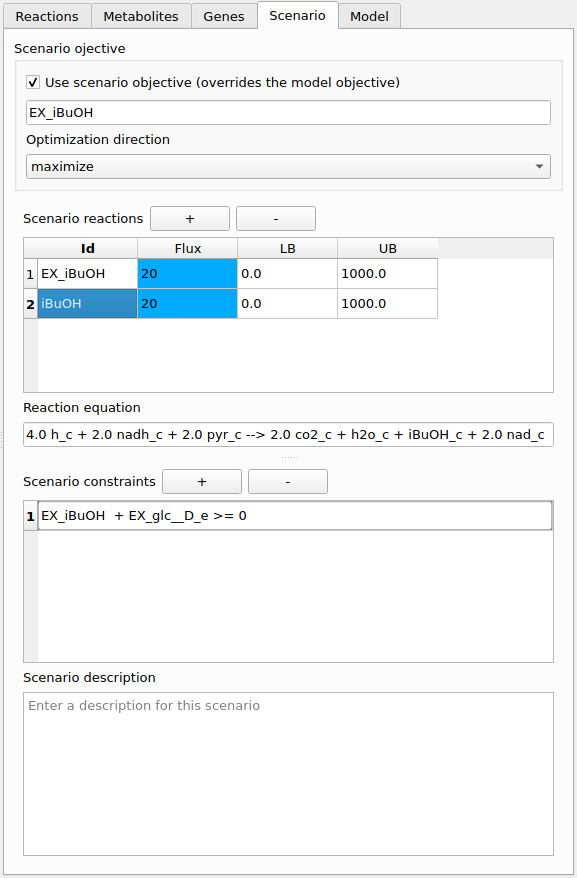 Reactions Metabolites Genes Scenario Model
Scenario ojective
Use scenario objective (overrides the model objective)
EX_iBuOH
Optimization direction
maximize
Scenario reactions + -
Id Flux LB UB
1 EX_iBuOH 20 0.0 1000.0
2 iBuOH 20 0.0 1000.0
Reaction equation
4.0 h_c + 2.0 nadh_c + 2.0 pyr_c --> 2.0 co2_c + h2o_c + iBuOH_c + 2.0 nad_c
Scenario constraints + -
1 EX_iBuOH  + EX_glc__D_e >= 0
Scenario description
Enter a description for this scenario